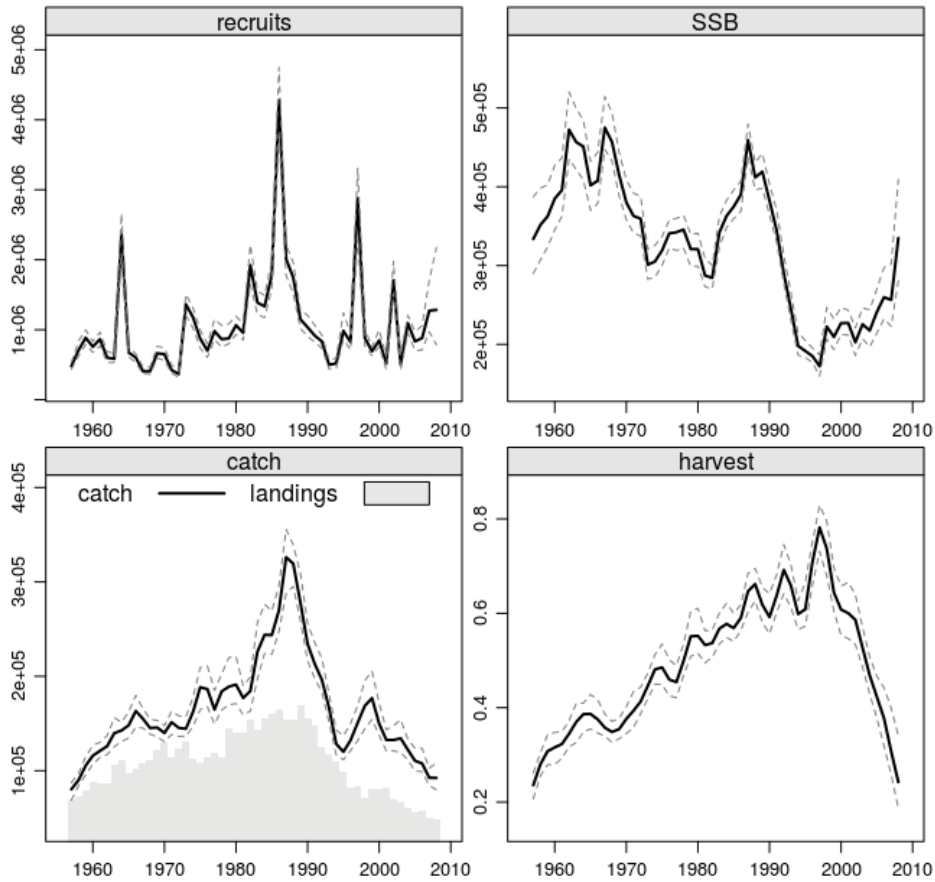 recruits
5e+06
4e+06
3e+06
2e+06
1e+06
1960 1970 1980 1990 2000 2010
SSB
5e+05
4e+05
3e+05
2e+05
1960 1970 1980 1990 2000 2010
catch
catch landings
4e+05
3e+05
2e+05
1e+05
1960 1970 1980 1990 2000 2010
harvest
0.8
0.6
0.4
0.2
1960 1970 1980 1990 2000 2010